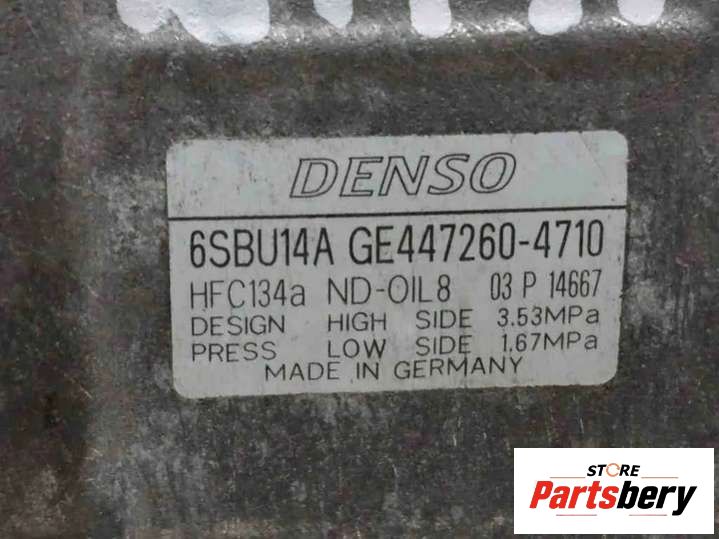 DENSO
6SBU14A GE447260-4710
HFC134a ND-OIL8 03 P 14667
DESIGN HIGH SIDE 3.53MPa
PRESS LOW SIDE 1.67MPa
MADE IN GERMANY
STORE
Partsbery